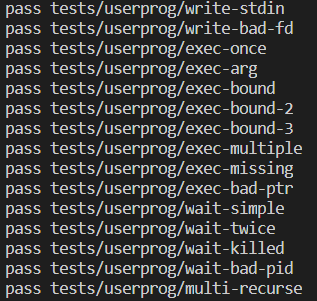 pass tests/userprog/write-stdin
pass tests/userprog/write-bad-fd
pass tests/userprog/exec-once
pass tests/userprog/exec-arg
pass tests/userprog/exec-bound
pass tests/userprog/exec-bound-2
pass tests/userprog/exec-bound-3
pass tests/userprog/exec-multiple
pass tests/userprog/exec-missing
pass tests/userprog/exec-bad-ptr
pass tests/userprog/wait-simple
pass tests/userprog/wait-twice
pass tests/userprog/wait-killed
pass tests/userprog/wait-bad-pid
pass tests/userprog/multi-recurse